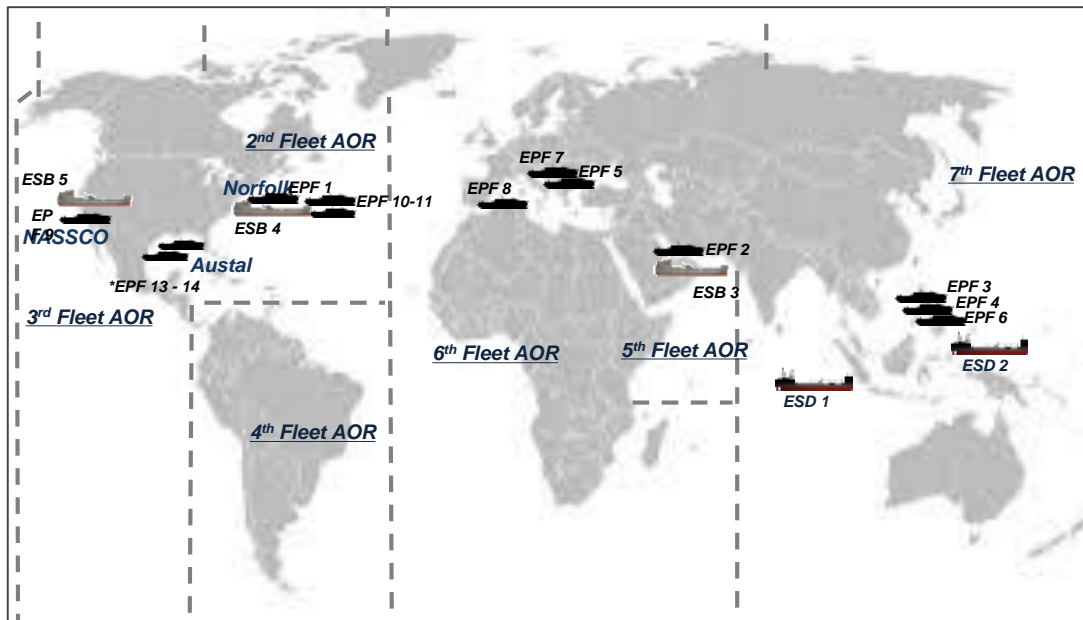 2nd Fleet AOR
ESB 5
EP
F 9
NASSCO
Norfolk
EPF 1
EPF 10-11
ESB 4
Austal
*EPF 13 - 14
3rd Fleet AOR
4th Fleet AOR
EPF 7
EPF 5
EPF 8
6th Fleet AOR
EPF 2
ESB 3
5th Fleet AOR
7th Fleet AOR
EPF 3
EPF 4
EPF 6
ESD 2
ESD 1